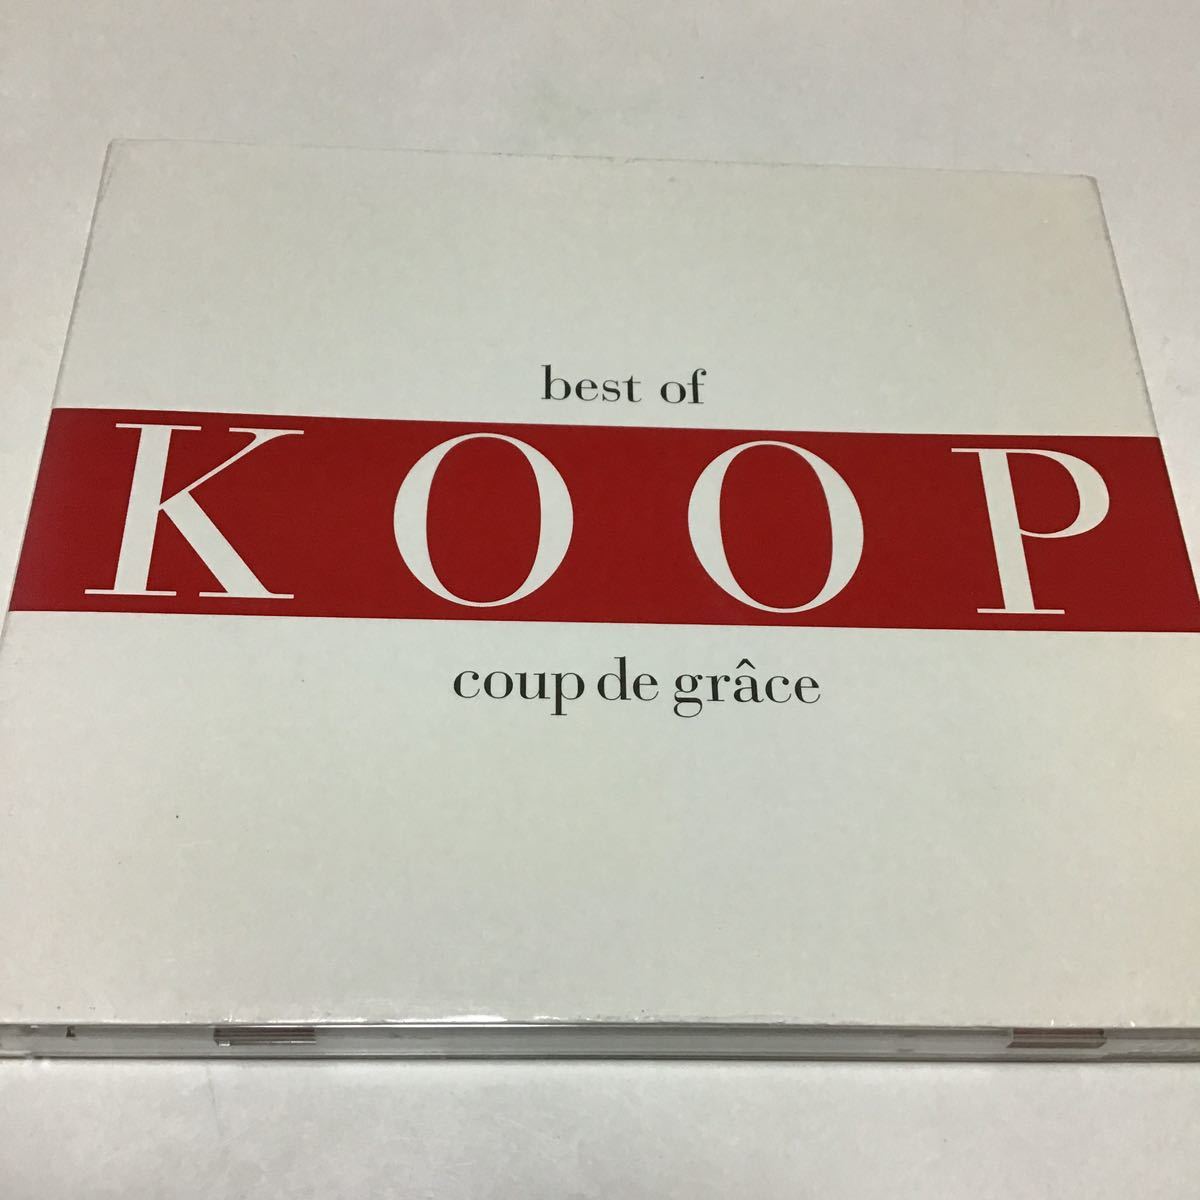 best of
KOOP
coup de grâce